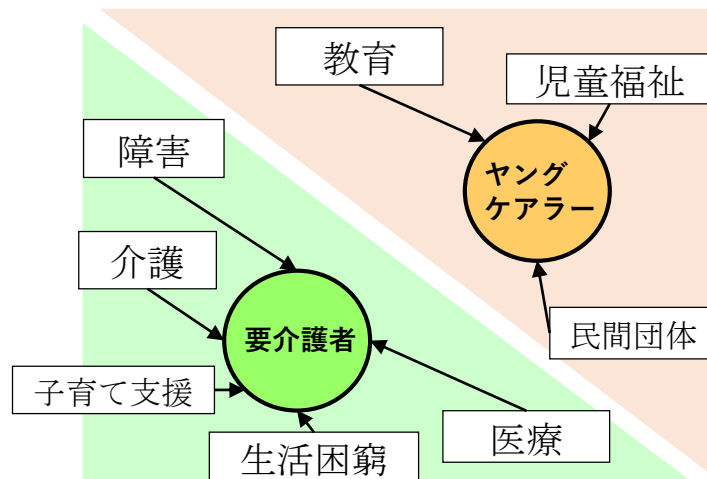 教育
児童福祉
障害
ヤング
ケアラー
介護
要介護者
民間団体
子育て支援
医療
生活困窮